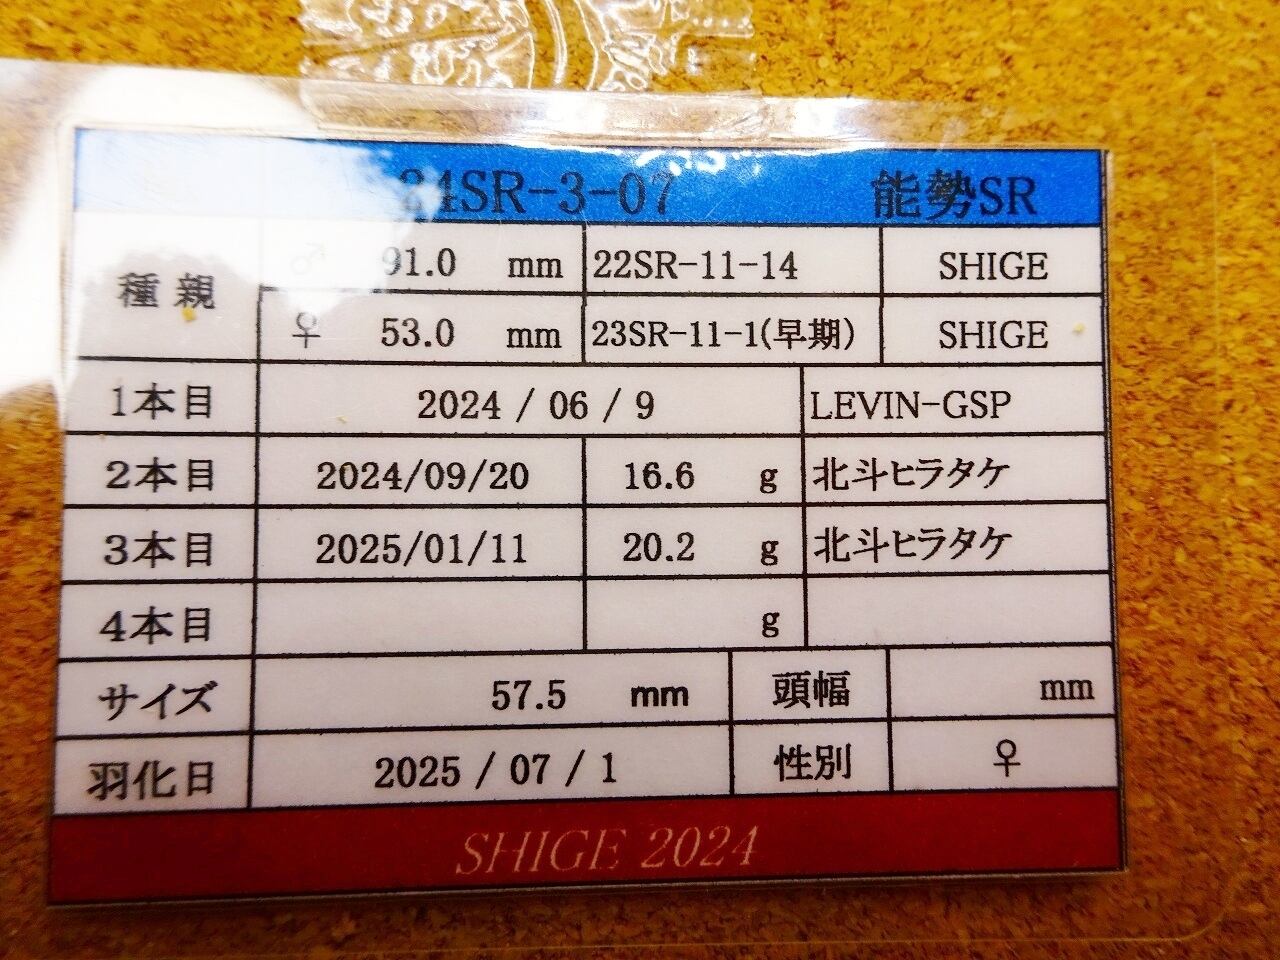 24SR-3-07 能勢SR
種親 ♂ 91.0 mm 22SR-11-14 SHIGE
♀ 53.0 mm 23SR-11-1(早期) SHIGE
1本目 2024 / 06 / 9 LEVIN-GSP
2本目 2024/09/20 16.6 g 北斗ヒラタケ
3本目 2025/01/11 20.2 g 北斗ヒラタケ
4本目 g
サイズ 57.5 mm 頭幅 mm
羽化日 2025 / 07 / 1 性別 ♀
SHIGE 2024